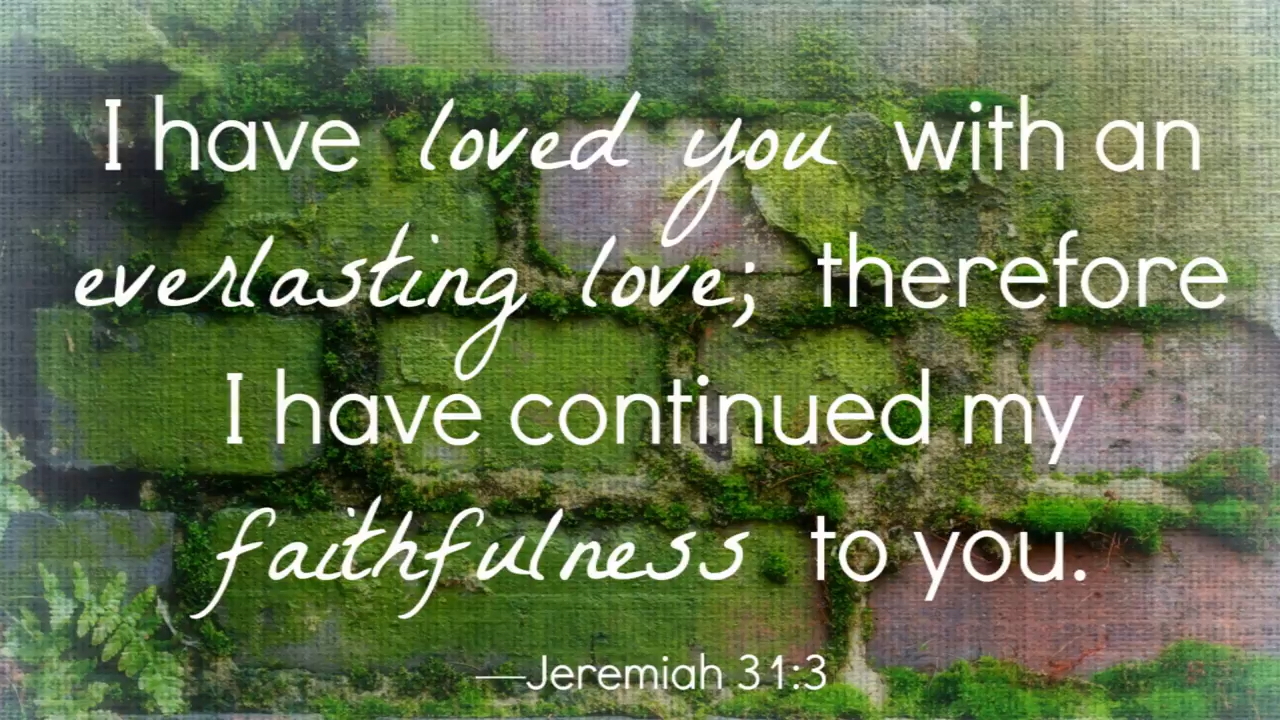 I have loved you with an
everlasting love; therefore
I have continued my
faithfulness to you.
—Jeremiah 31:3